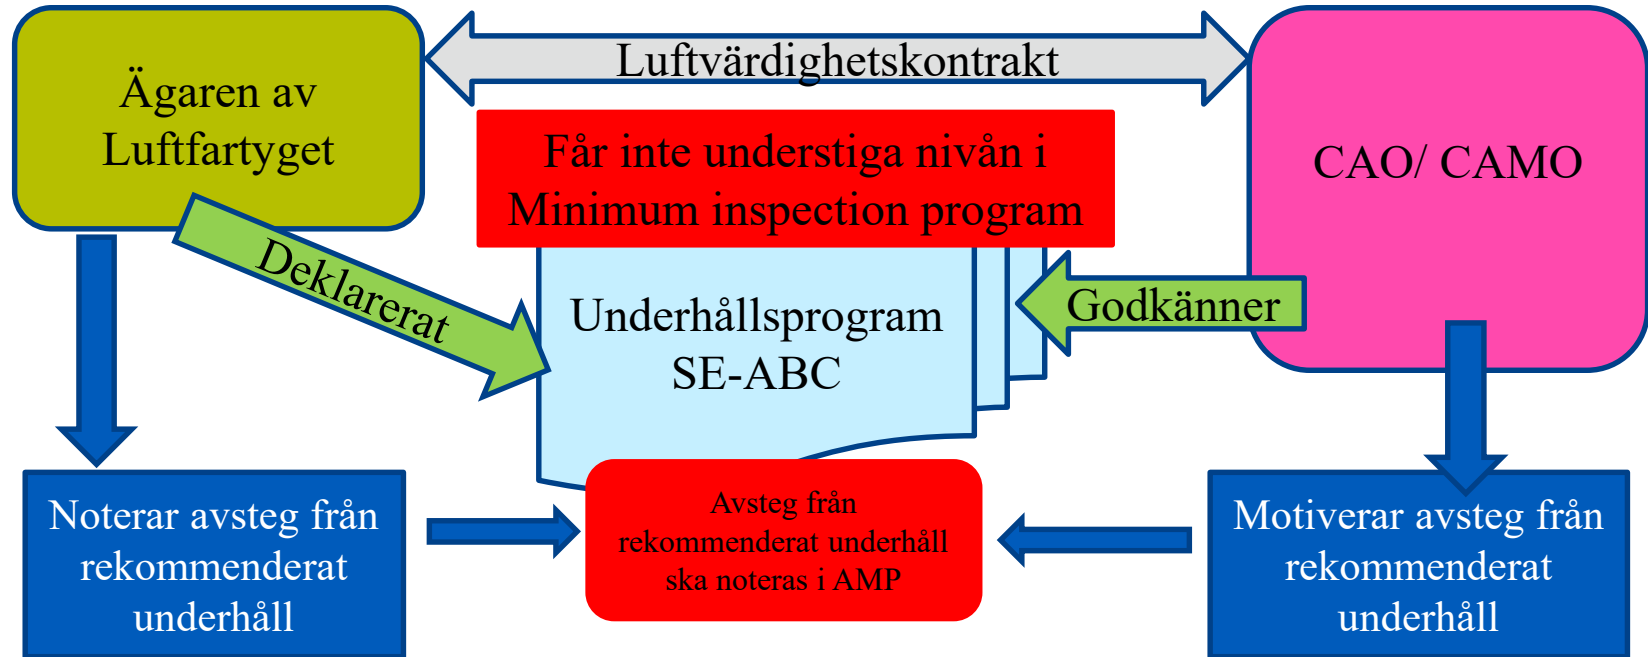 Ägaren av
Luftfartyget
Luftvärdighetskontrakt
CAO/ CAMO
Får inte understiga nivån i
Minimum inspection program
Deklarerat
Underhållsprogram
SE-ABC
Godkänner
Noterar avsteg från
rekommenderat
underhåll
Avsteg från
rekommenderat underhåll
ska noteras i AMP
Motiverar avsteg från
rekommenderat
underhåll